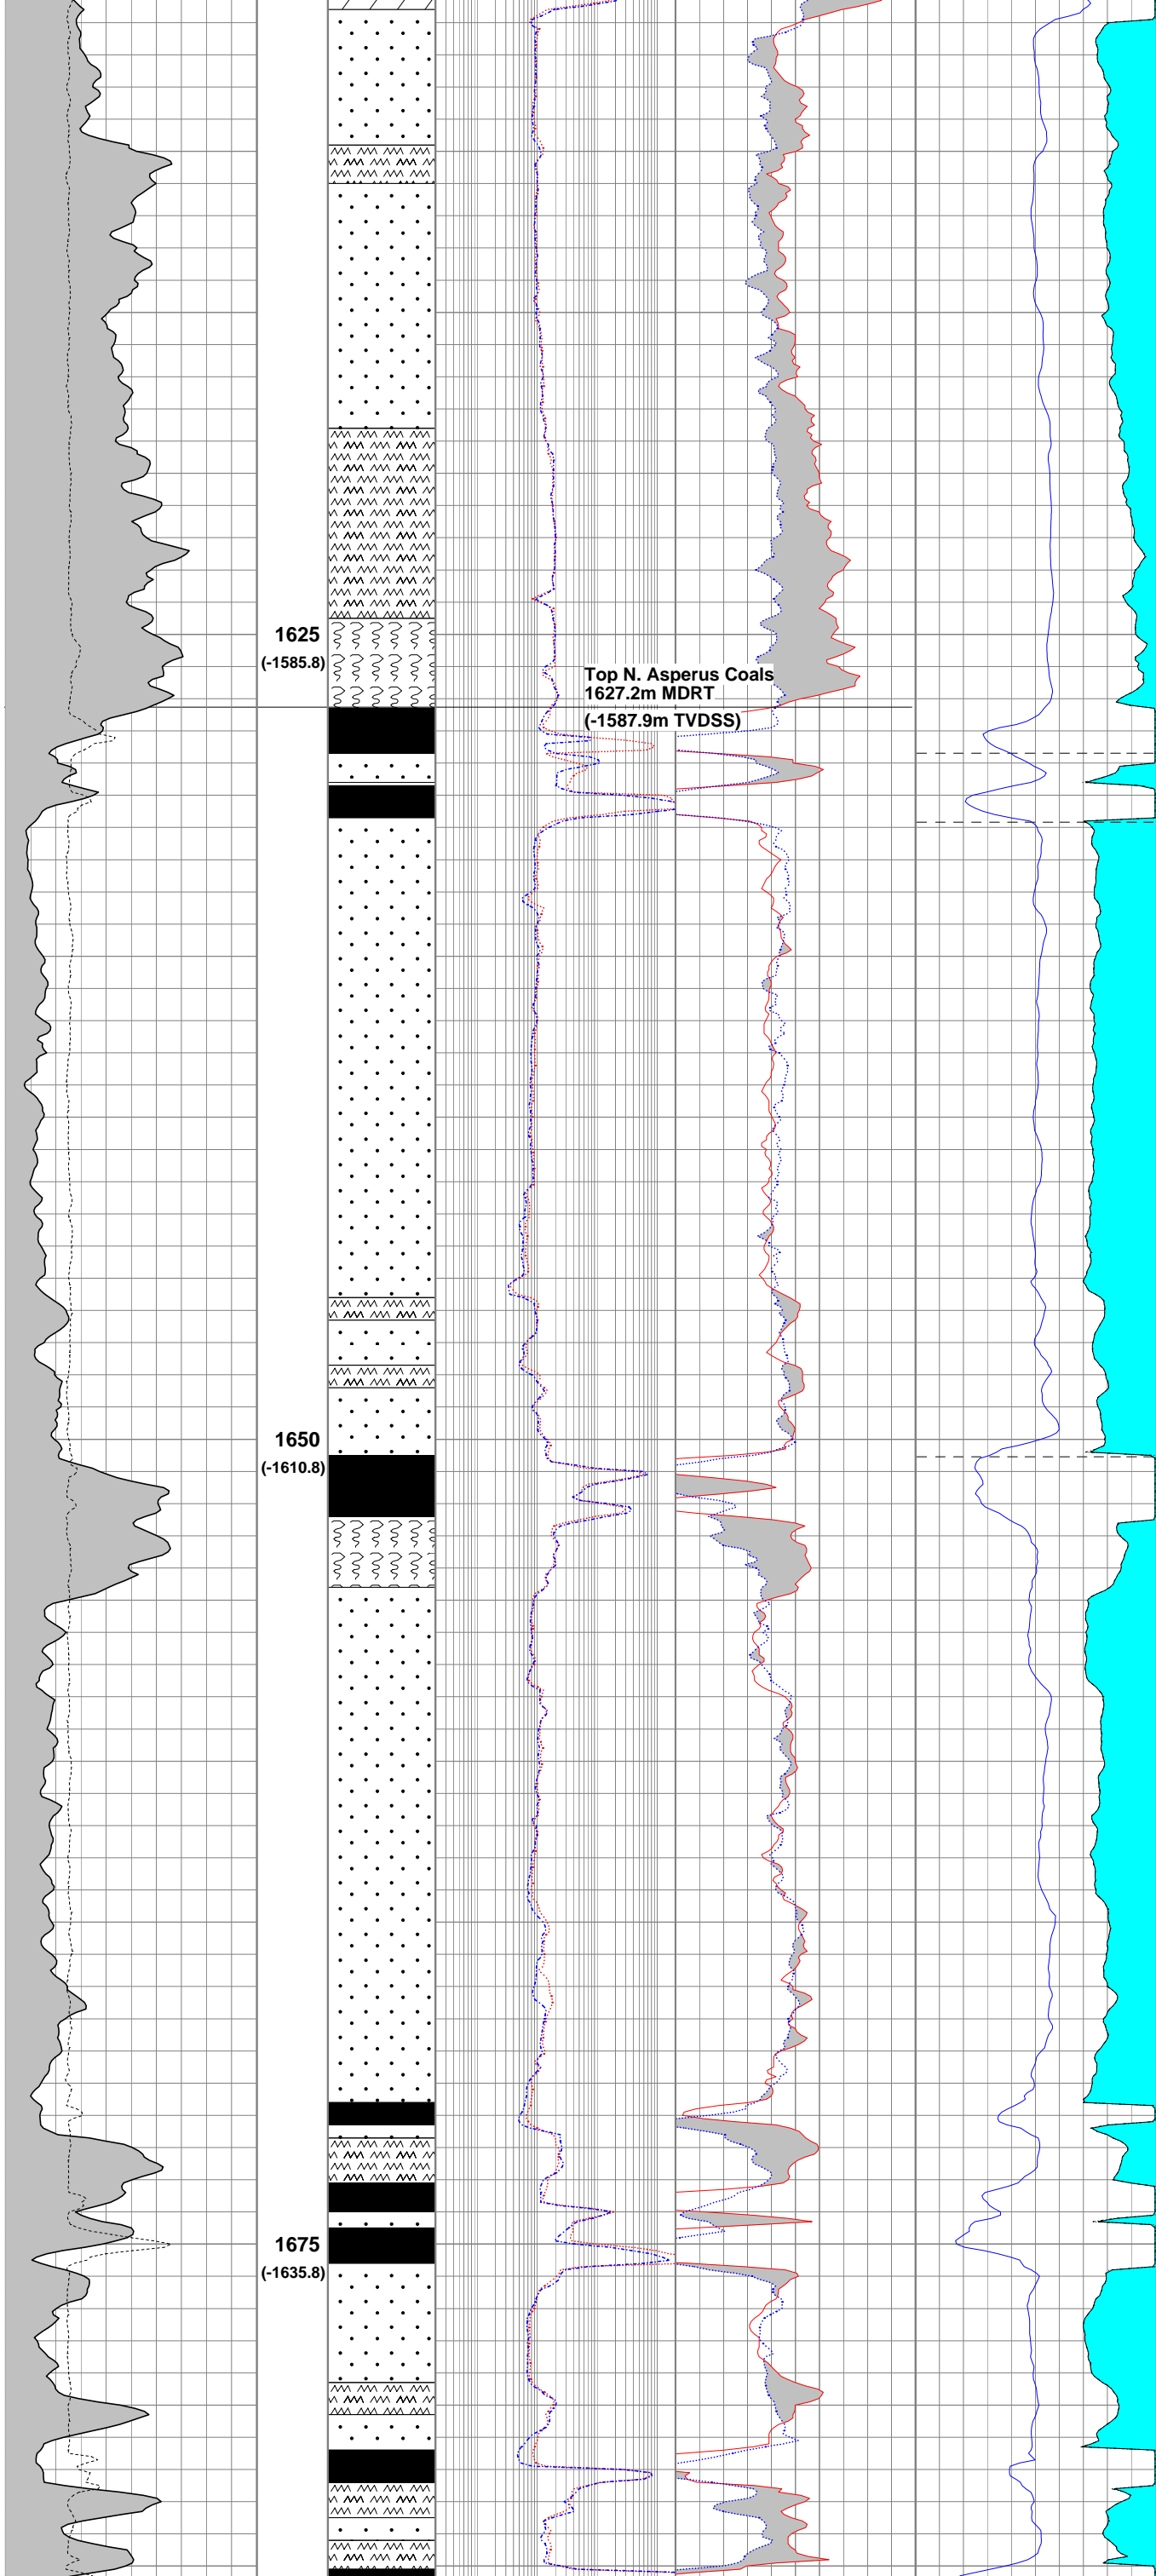 1625
(-1585.8)
Top N. Asperus Coals
1627.2m MDRT
(-1587.9m TVDSS)
1650
(-1610.8)
1675
(-1635.8)